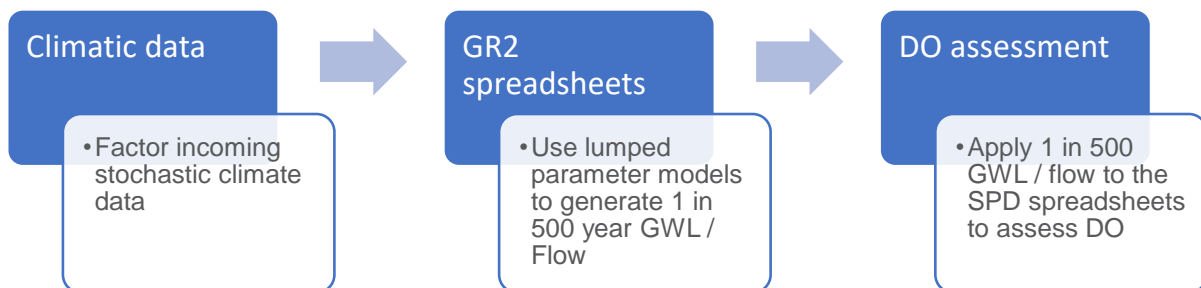 Climatic data
•Factor incoming
stochastic climate
data
GR2
spreadsheets
•Use lumped
parameter models
to generate 1 in
500 year GWL /
Flow
DO assessment
•Apply 1 in 500
GWL / flow to the
SPD spreadsheets
to assess DO